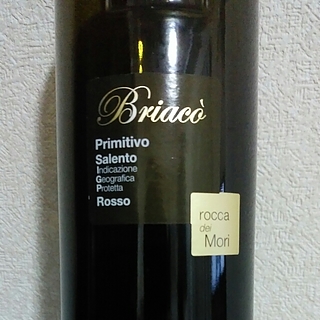 Briacò
Primitivo
Salento
Indicazione
Geografica
Protetta
Rosso
rocca
dei
Mori